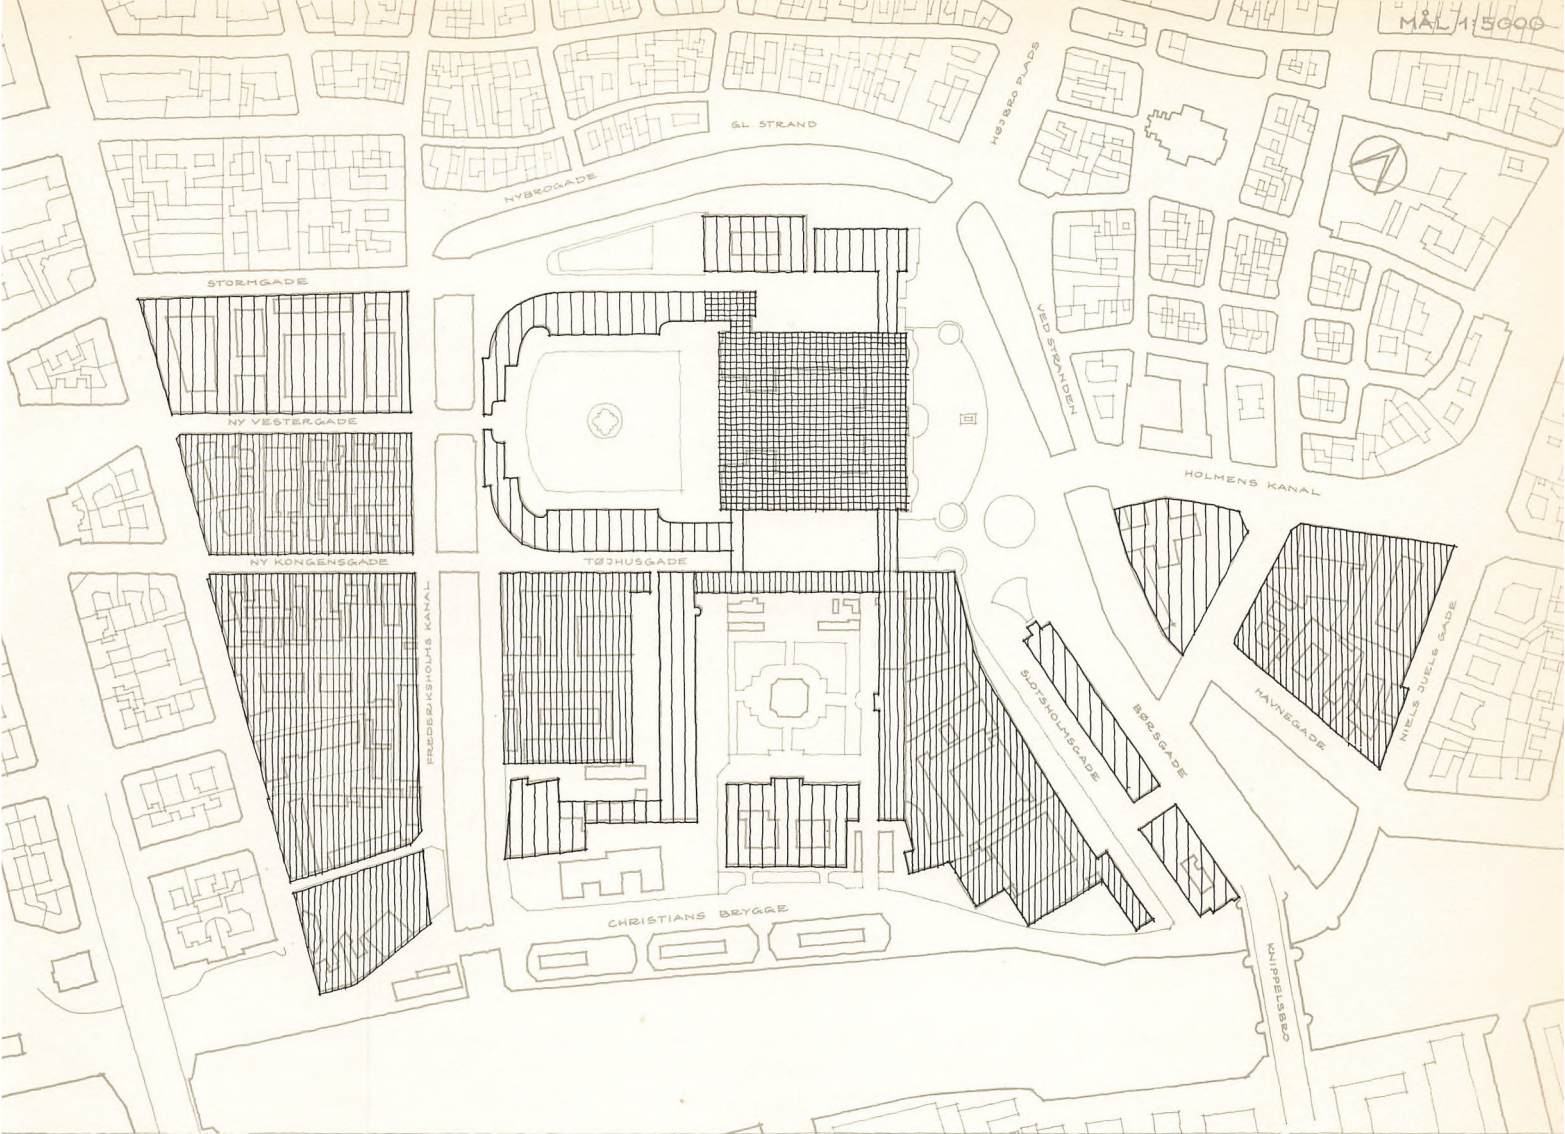 MÅL 1:5000
HØJBRO PLADS
GL. STRAND
NYBROGADE
STORMGADE
VED STRANDEN
NY VESTERGADE
HOLMENS KANAL
NY KONGENSGADE
TØJHUSGADE
FREDERIKSHOLMS KANAL
SLOTSHOLMSGADE
BØRSGADE
HAVNEGADE
NIELS JUELS GADE
CHRISTIANS BRYGGE
KNIPPELSBRO